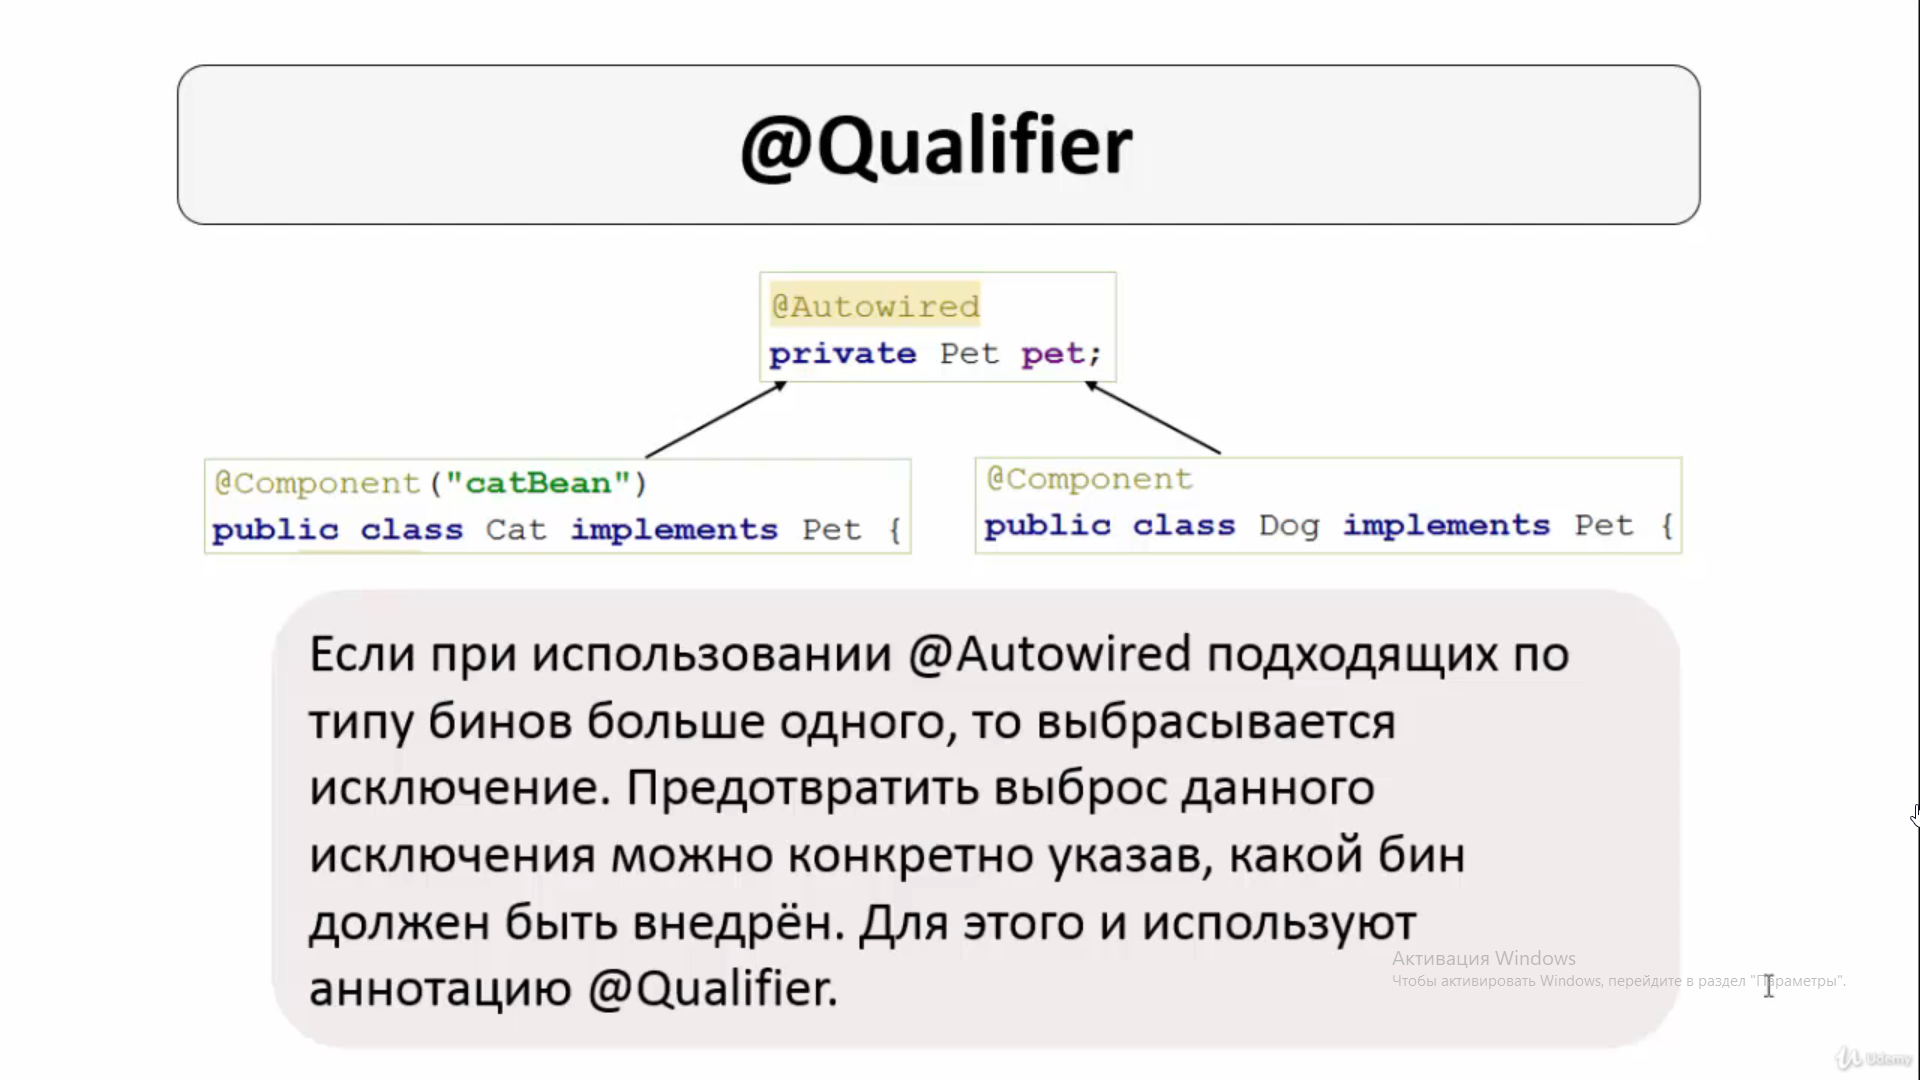 @Qualifier
@Autowired
private Pet pet;
@Component("catBean")
public class Cat implements Pet {
@Component
public class Dog implements Pet {
Если при использовании @Autowired подходящих по
типу бинов больше одного, то выбрасывается
исключение. Предотвратить выброс данного
исключения можно конкретно указав, какой бин
должен быть внедрён. Для этого и используют
аннотацию @Qualifier.
Активация Windows
Чтобы активировать Windows, перейдите в раздел "Параметры".
Udemy